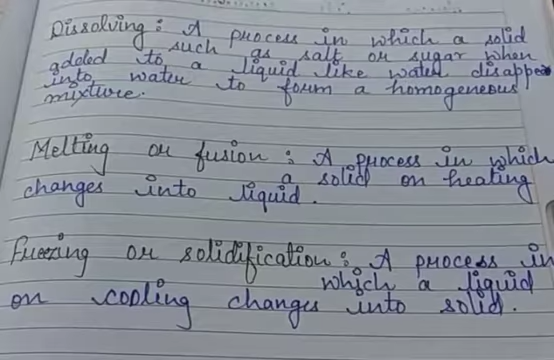 Dissolving : A process in which a solid
such as salt or sugar when
added to a liquid like water disappea
into water to form a homogeneous
mixture.
Melting or fusion : A process in which
a solid on heating
changes into liquid.
Freezing or solidification : A process in
which a liquid
on cooling changes into solid.